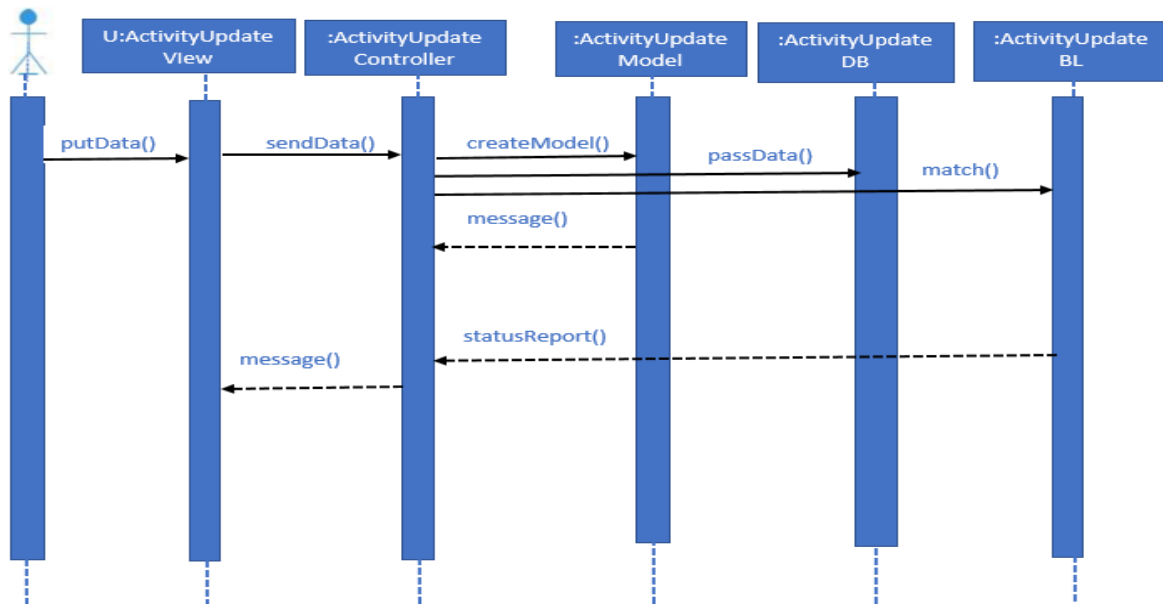 U:ActivityUpdate
VIew
:ActivityUpdate
Controller
:ActivityUpdate
Model
:ActivityUpdate
DB
:ActivityUpdate
BL
putData()
sendData()
createModel()
passData()
match()
message()
statusReport()
message()